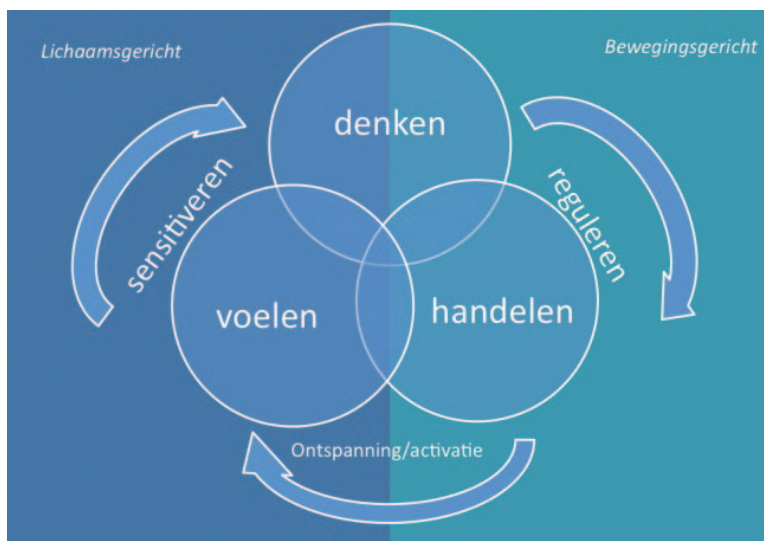 Lichaamsgericht
Bewegingsgericht
denken
sensitiveren
reguleren
voelen
handelen
Ontspanning/activatie